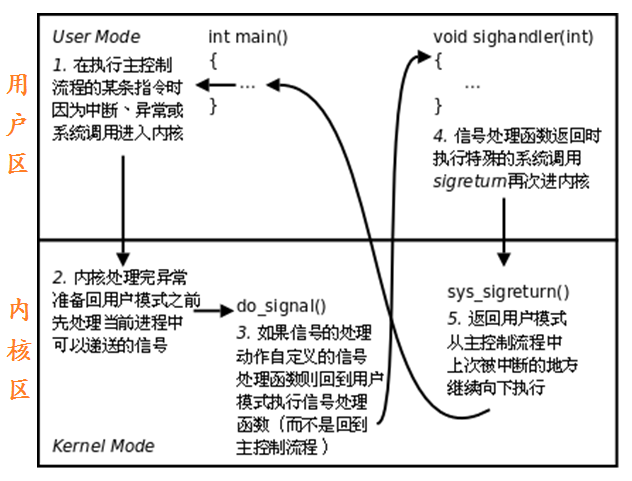 用
户
区
User Mode
1. 在执行主控制
流程的某条指令时
因为中断、异常或
系统调用进入内核
int main()
{
...
}
void sighandler(int)
{
...
}
4. 信号处理函数返回时
执行特殊的系统调用
sigreturn再次进内核
内
核
区
2. 内核处理完异常
准备回用户模式之前
先处理当前进程中
可以递送的信号
do_signal()
3. 如果信号的处理
动作自定义的信号
处理函数则回到用户
模式执行信号处理
函数（而不是回到
主控制流程）
sys_sigreturn()
5. 返回用户模式
从主控制流程中
上次被中断的地方
继续向下执行
Kernel Mode